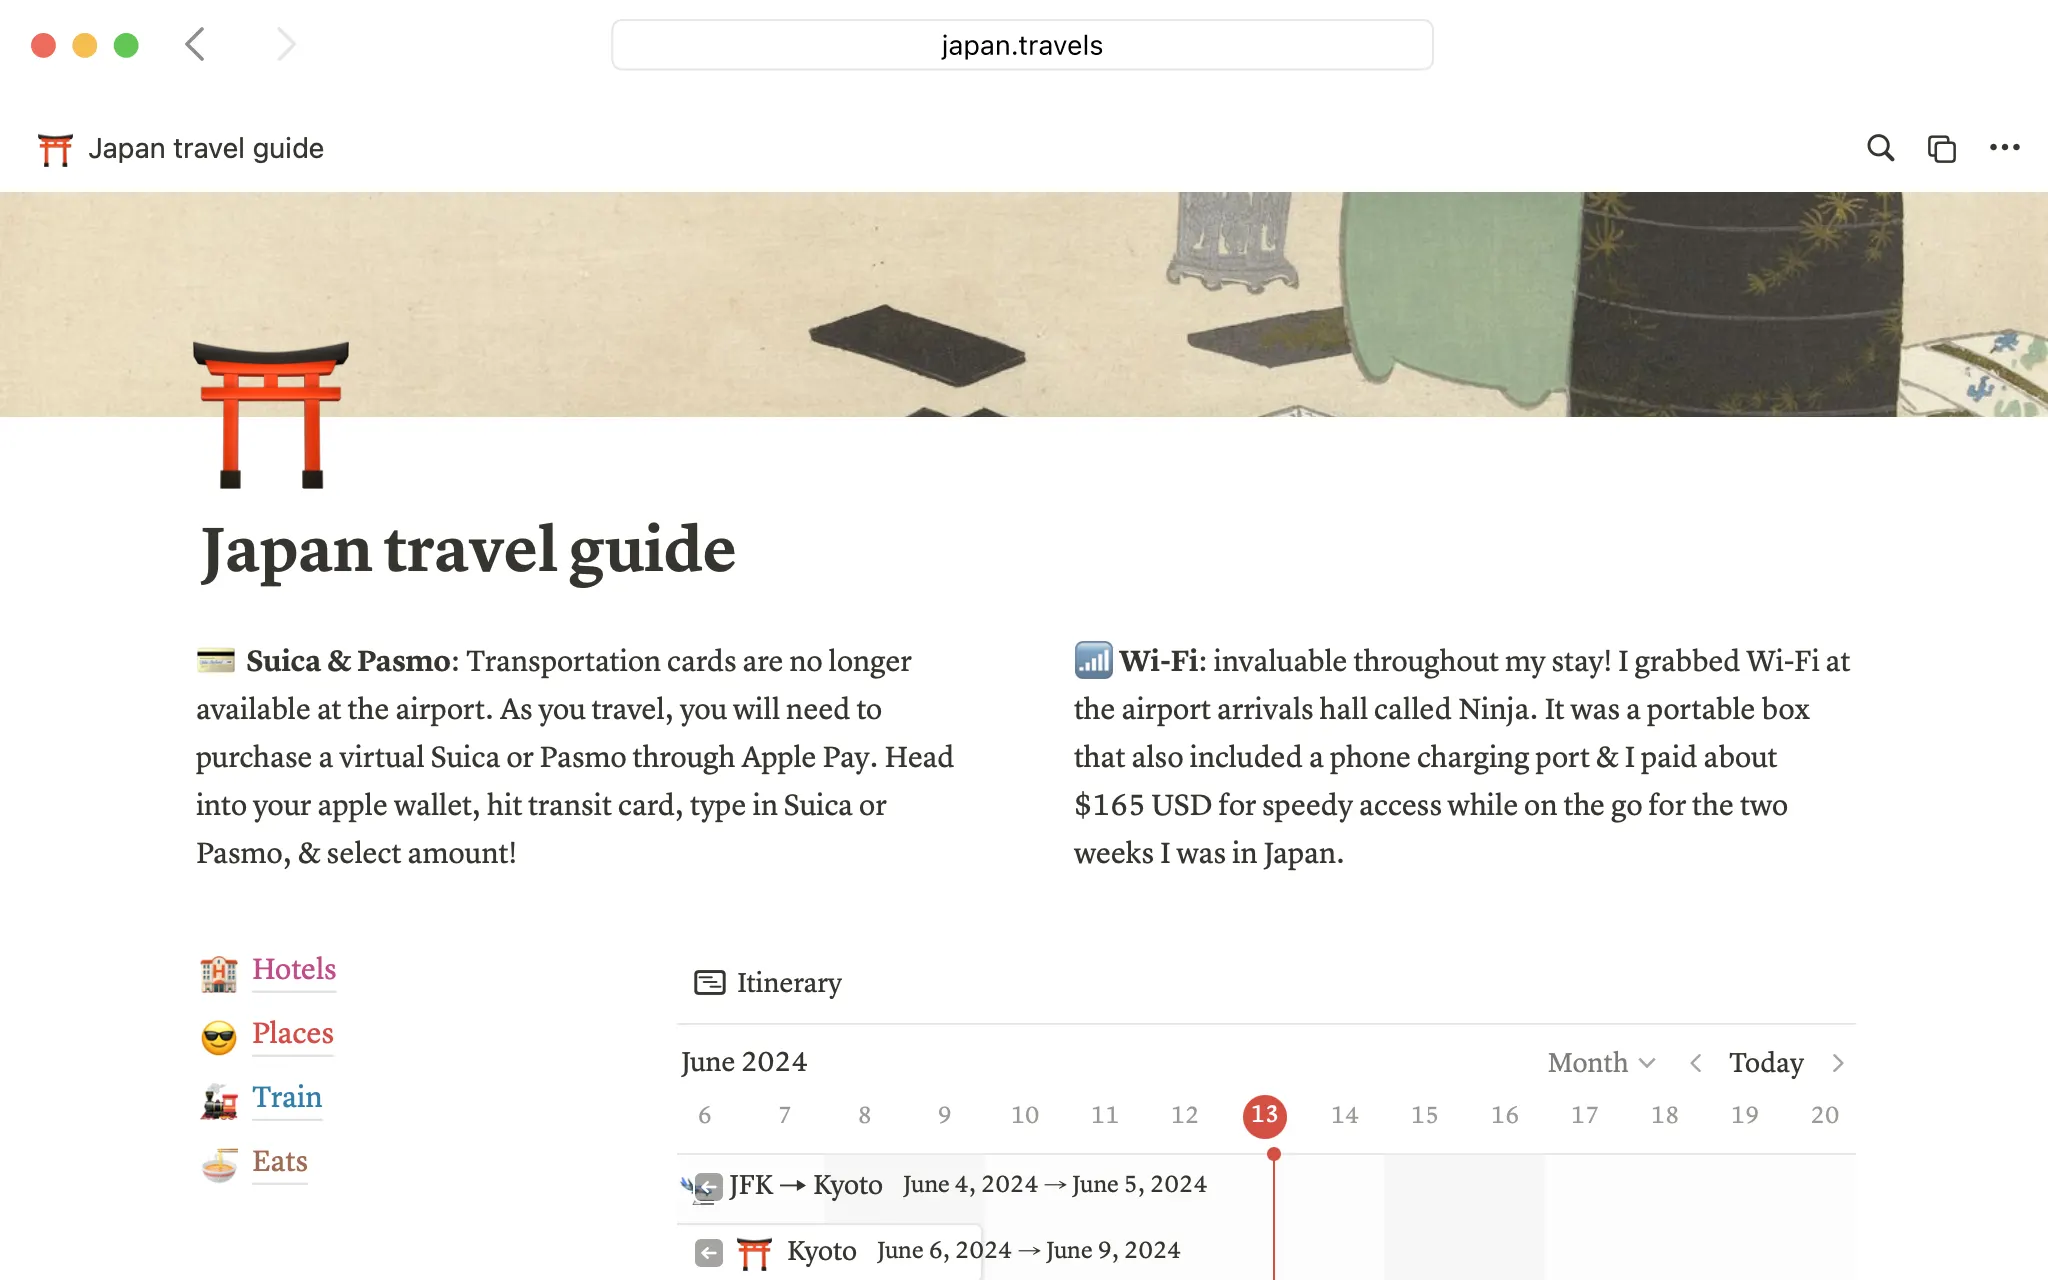 japan.travels
Japan travel guide
Japan travel guide
Suica & Pasmo: Transportation cards are no longer
available at the airport. As you travel, you will need to
purchase a virtual Suica or Pasmo through Apple Pay. Head
into your apple wallet, hit transit card, type in Suica or
Pasmo, & select amount!
Wi-Fi: invaluable throughout my stay! I grabbed Wi-Fi at
the airport arrivals hall called Ninja. It was a portable box
that also included a phone charging port & I paid about
$165 USD for speedy access while on the go for the two
weeks I was in Japan.
Hotels
Places
Train
Eats
Itinerary
June 2024 Month Today
6 7 8 9 10 11 12 13 14 15 16 17 18 19 20
JFK → Kyoto June 4, 2024 → June 5, 2024
Kyoto June 6, 2024 → June 9, 2024